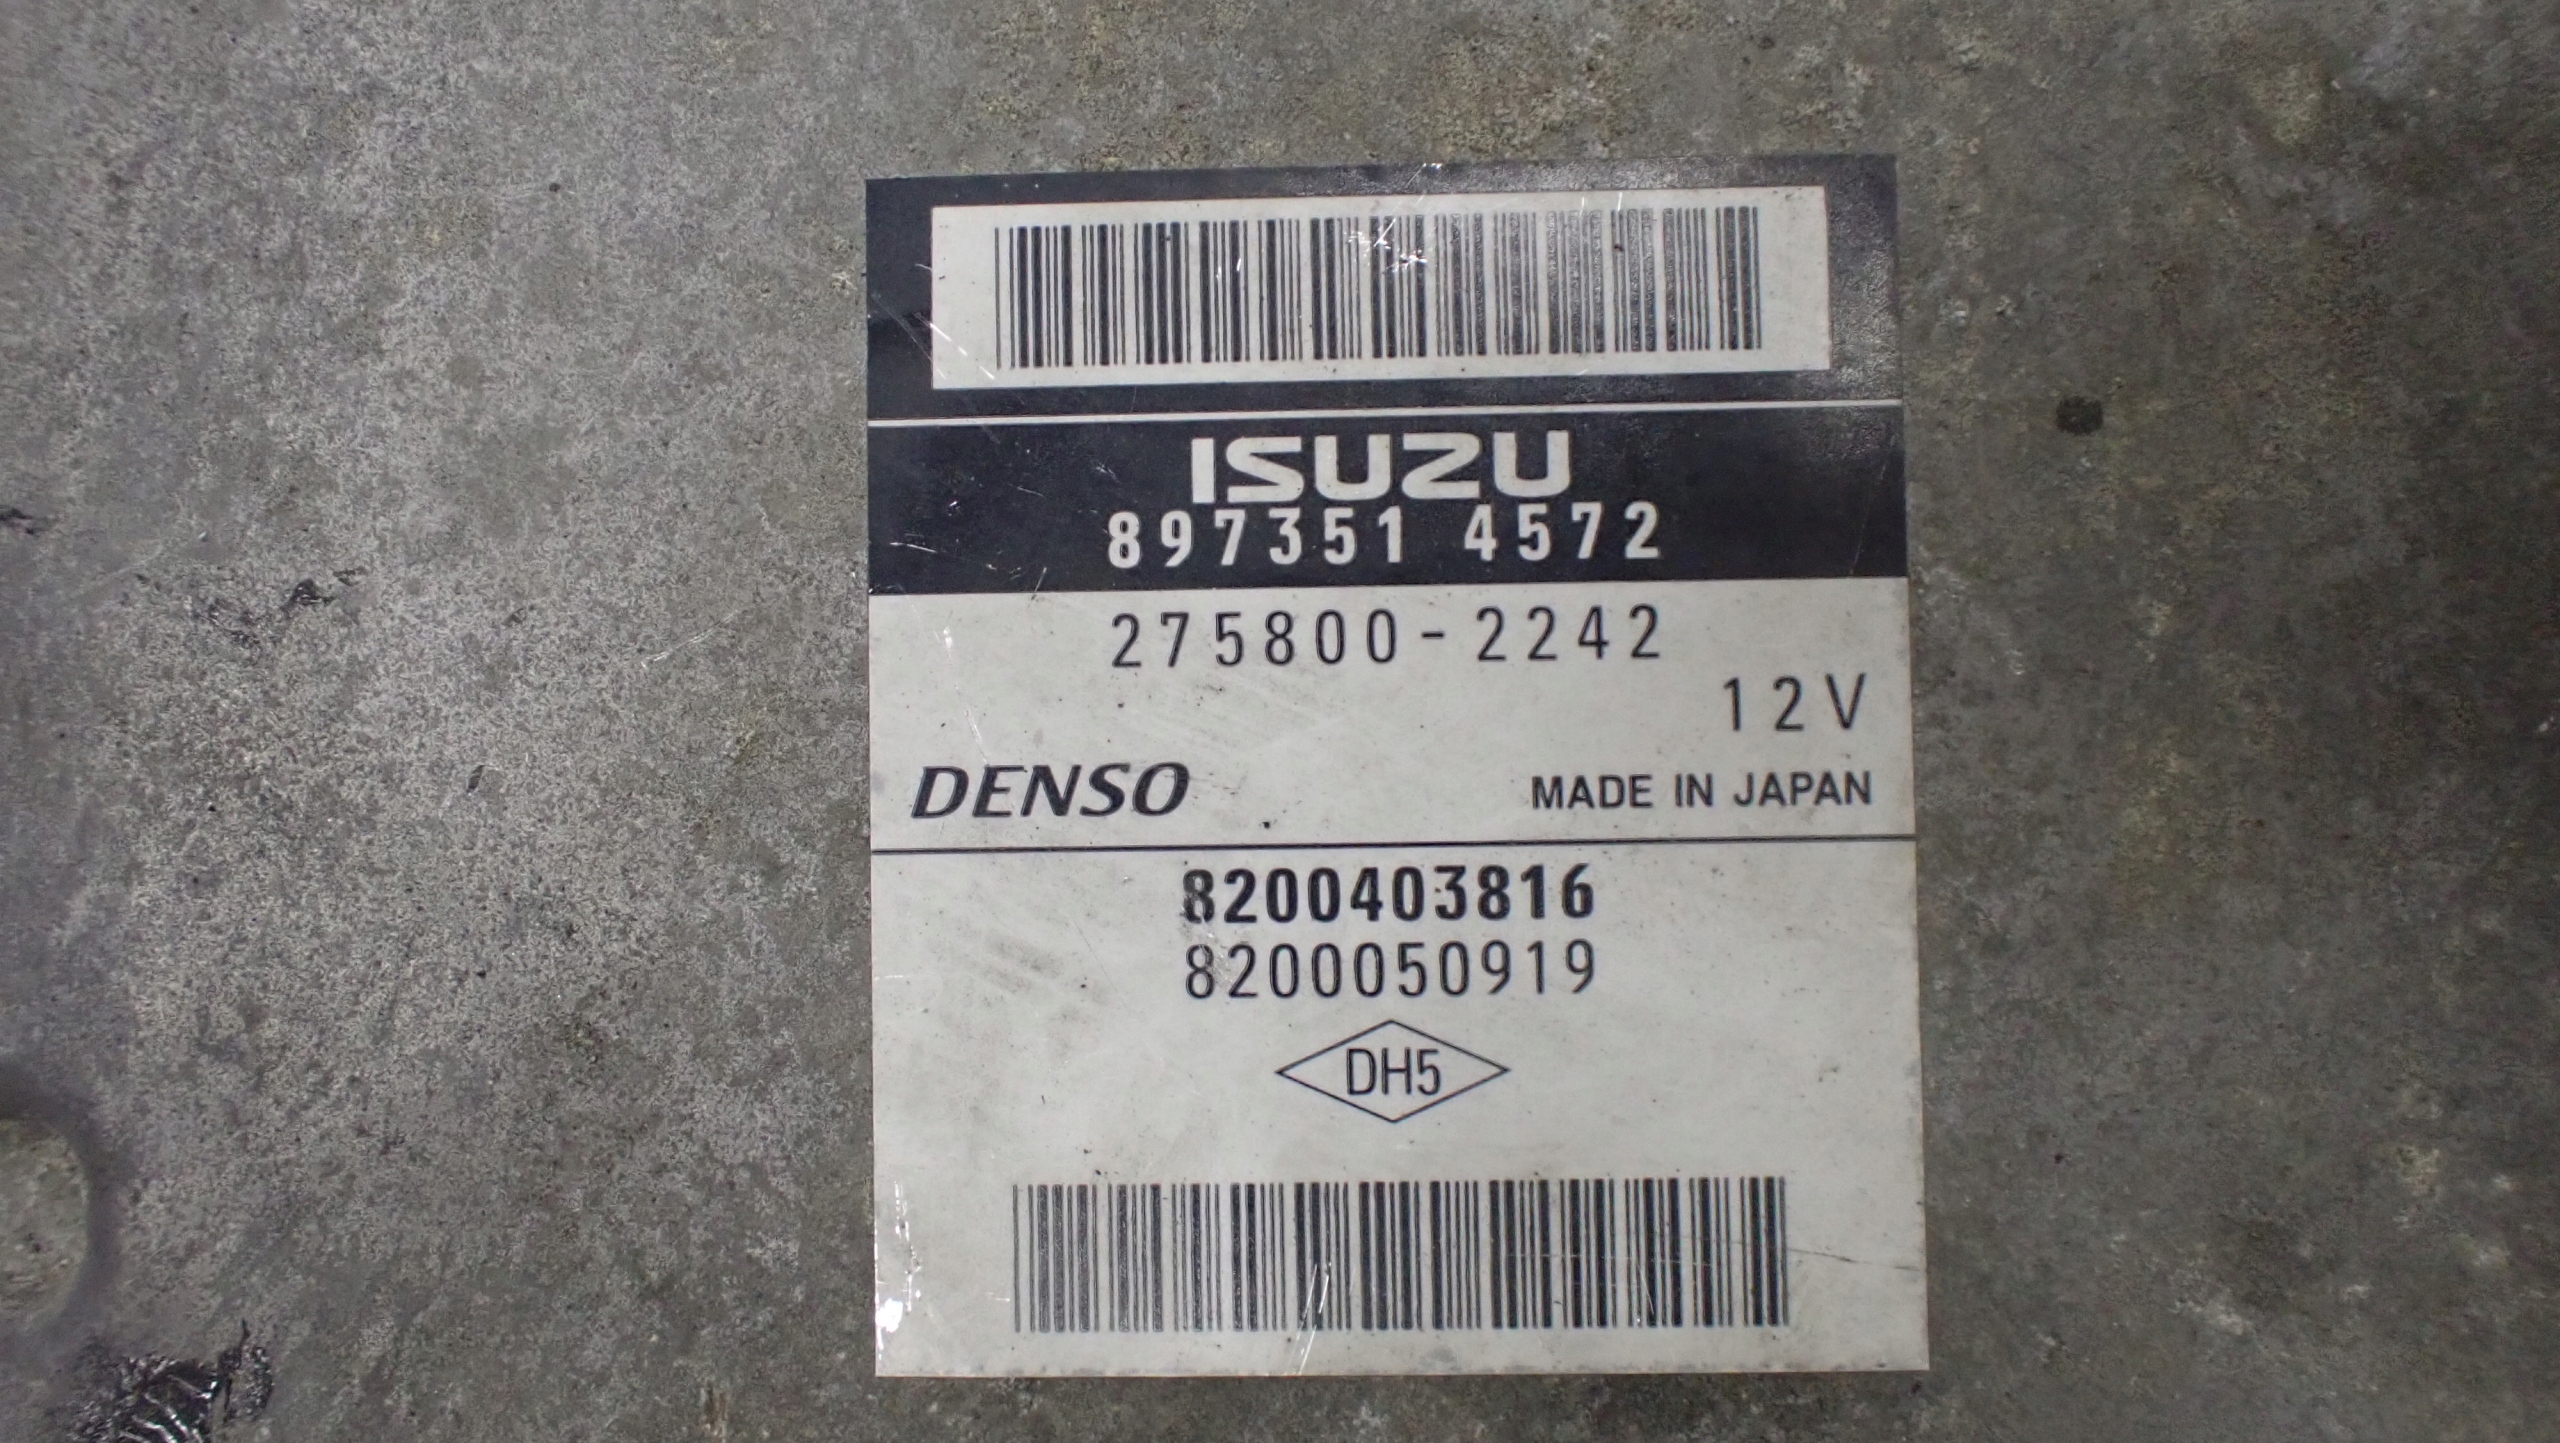 ISUZU
897351 4572
275800-2242
12V
DENSO MADE IN JAPAN
8200403816
8200050919
DH5